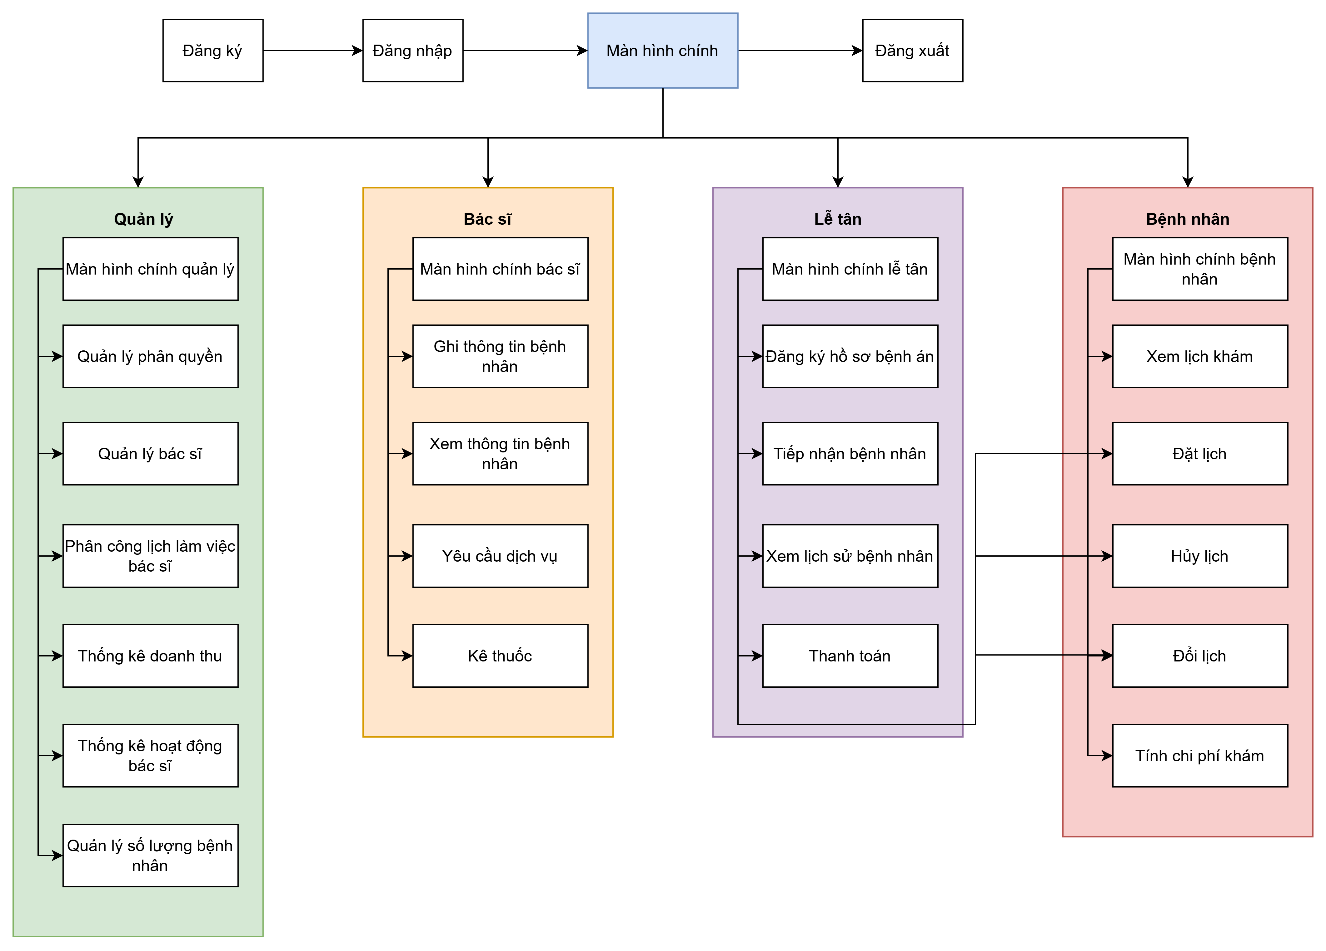 Đăng ký
Đăng nhập
Màn hình chính
Đăng xuất
Quản lý
Màn hình chính quản lý
Quản lý phân quyền
Quản lý bác sĩ
Phân công lịch làm việc
bác sĩ
Thống kê doanh thu
Thống kê hoạt động
bác sĩ
Quản lý số lượng bệnh
nhân
Bác sĩ
Màn hình chính bác sĩ
Ghi thông tin bệnh
nhân
Xem thông tin bệnh
nhân
Yêu cầu dịch vụ
Kê thuốc
Lễ tân
Màn hình chính lễ tân
Đăng ký hồ sơ bệnh án
Tiếp nhận bệnh nhân
Xem lịch sử bệnh nhân
Thanh toán
Bệnh nhân
Màn hình chính bệnh
nhân
Xem lịch khám
Đặt lịch
Hủy lịch
Đổi lịch
Tính chi phí khám